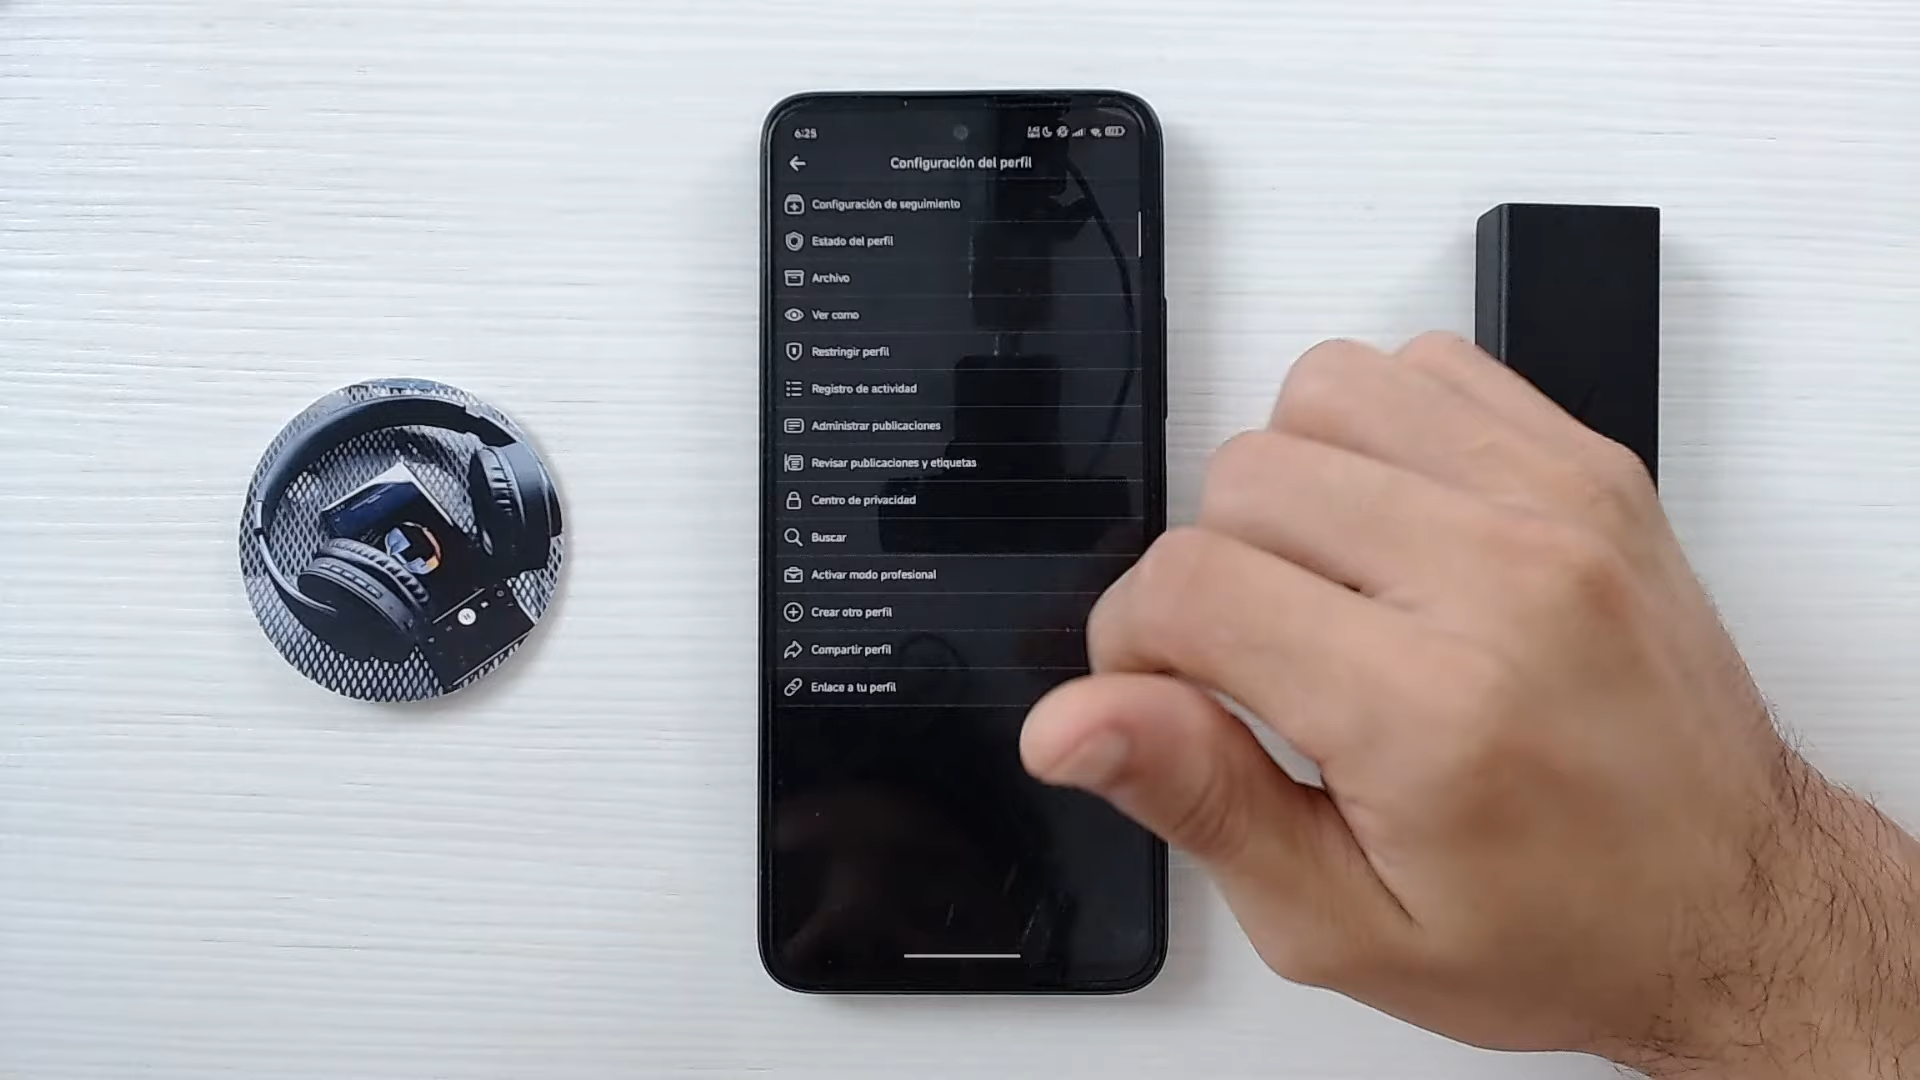 6:25
Configuración del perfil
Configuración de seguimiento
Estado del perfil
Archivo
Ver como
Restringir perfil
Registro de actividad
Administrar publicaciones
Revisar publicaciones y etiquetas
Centro de privacidad
Buscar
Activar modo profesional
Crear otro perfil
Compartir perfil
Enlace a tu perfil